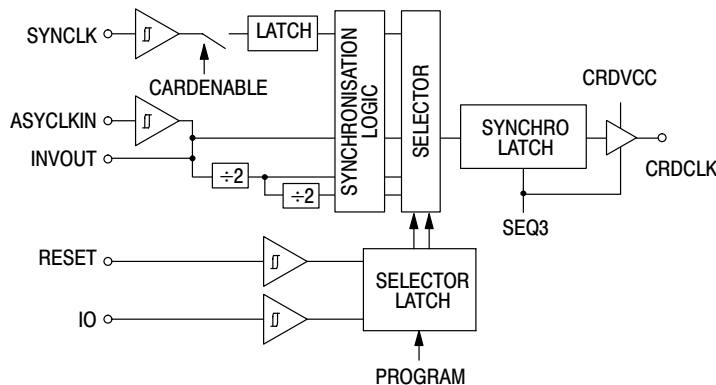 SYNCLK
LATCH
CARDENABLE
ASYCLKIN
INVOUT
÷2
÷2
SYNCHRONISATION
LOGIC
SELECTOR
CRDVCC
SYNCHRO
LATCH
CRDCLK
SEQ3
RESET
SELECTOR
LATCH
IO
PROGRAM